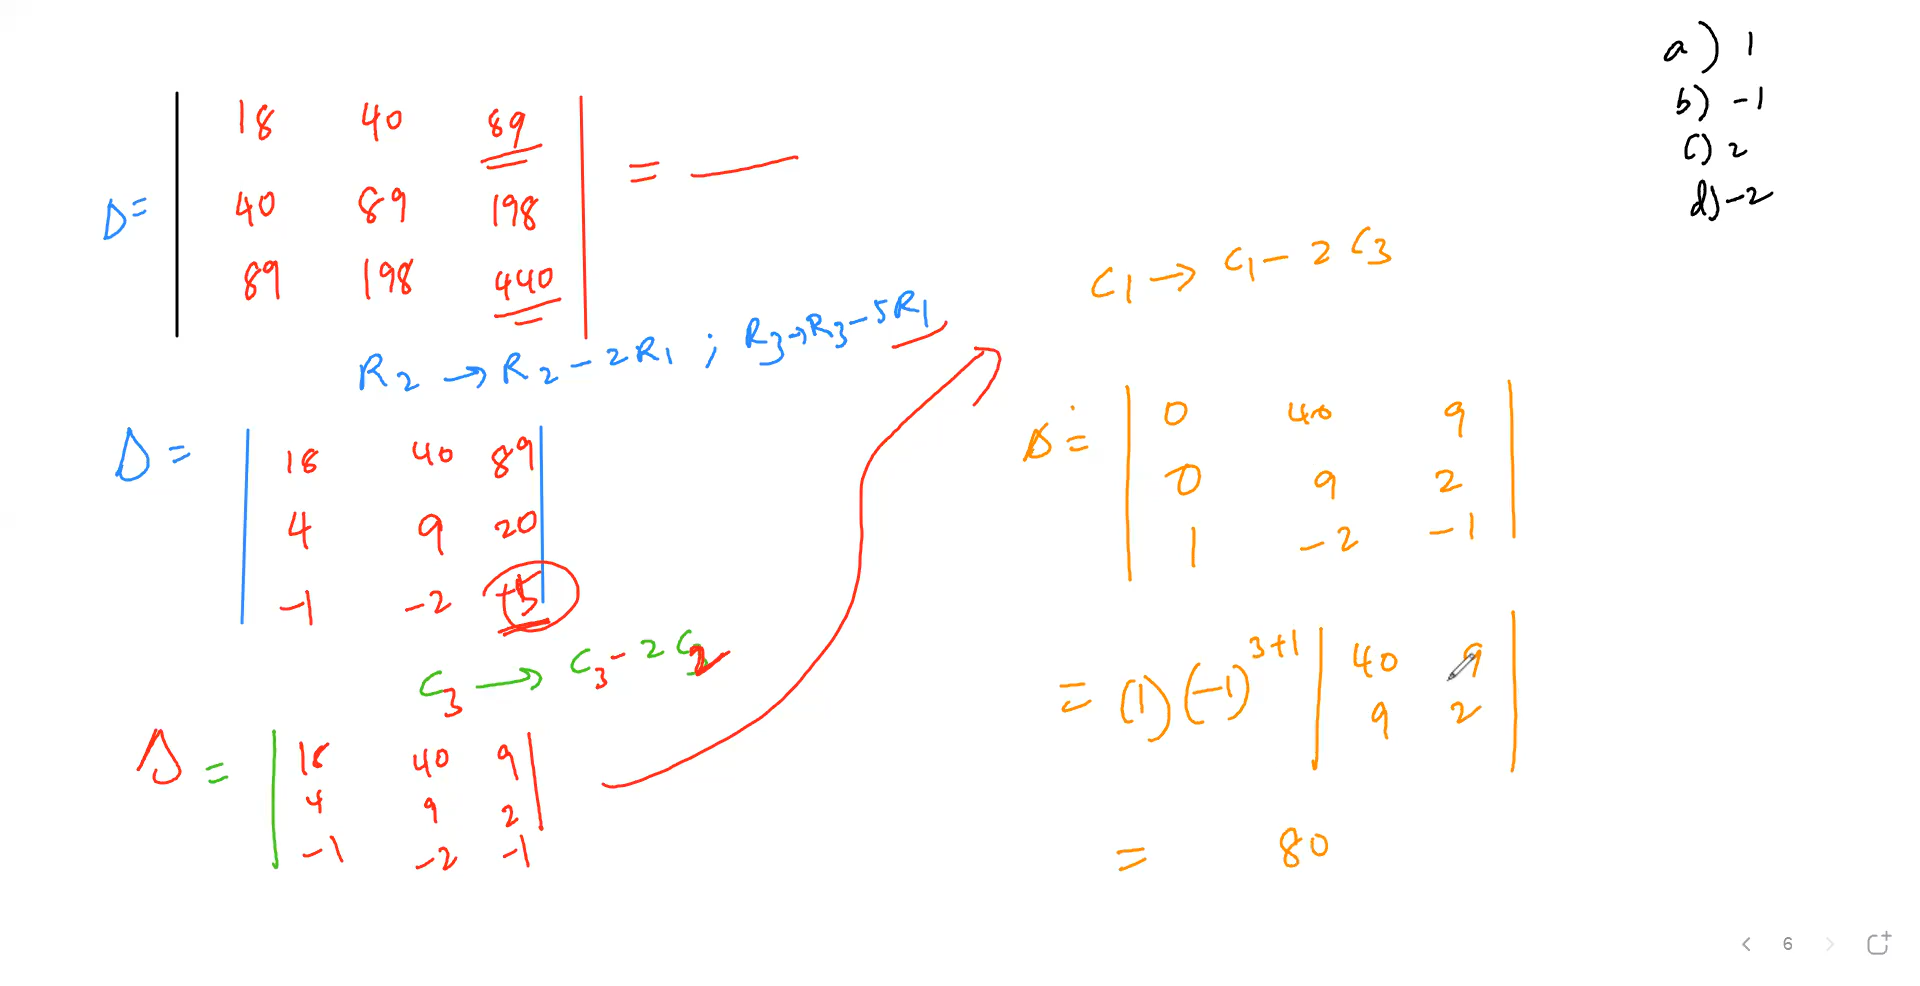 Δ = | 18 40 89 | = ——
| 40 89 198 |
| 89 198 440 |
R2 → R2 - 2R1 ; R3 → R3 - 5R1
Δ = | 18 40 89 |
| 4 9 20 |
| -1 -2 -5 |
C3 → C3 - 2C2
Δ = | 18 40 9 |
| 4 9 2 |
| -1 -2 -1 |
a) 1
b) -1
c) 2
d) -2
C1 → C1 - 2C3
Δ = | 0 40 9 |
| 0 9 2 |
| 1 -2 -1 |
= (1) (-1)^3+1 | 40 9 |
| 9 2 |
= 80
6